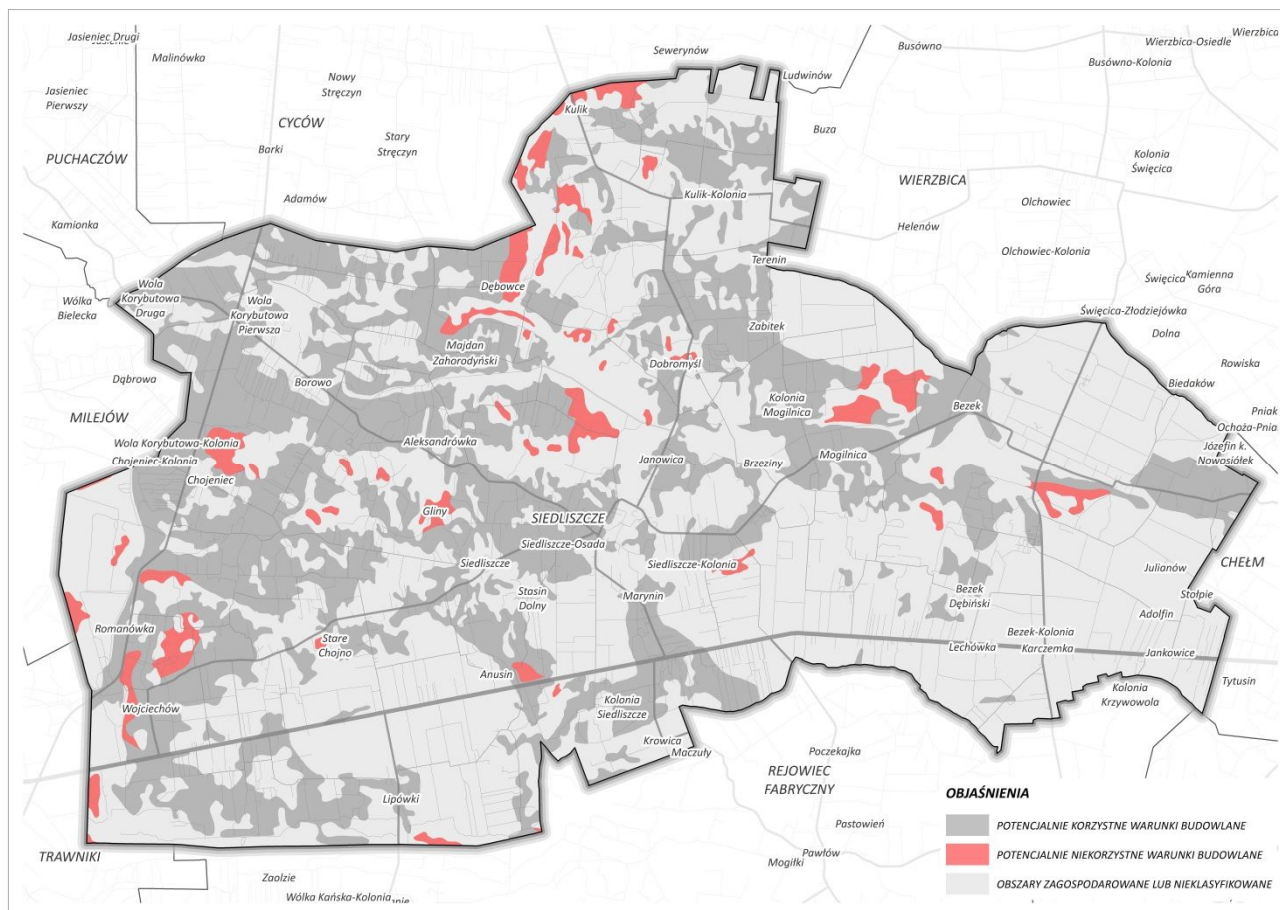 Jasieniec Drugi
Malinówka
Sewerynów
Busówno
Wierzbica-Osiedle
Wierzbica
Busówno-Kolonia
Ludwinów
Nowy
Stręczyn
Jasieniec
Pierwszy
Kulik
CYCÓW
Stary
Stręczyn
Buza
Barki
PUCHACZÓW
Kolonia
Święcica
WIERZBICA
Adamów
Kulik-Kolonia
Olchowiec
Kamionka
Helenów
Olchowiec-Kolonia
Terenin
Święcica
Kamienna
Góra
Wola
Korybutowa
Druga
Dębowce
Wólka
Bielecka
Wola
Korybutowa
Pierwsza
Święcica-Złodziejówka
Zabitek
Dolna
Majdan
Zahorodyński
Dobromyśl
Rowiska
Dąbrowa
Borowo
Biedaków
Kolonia
Mogilnica
Bezek
MILEJÓW
Pniak
Ochoża-Pniak
Wola Korybutowa-Kolonia
Aleksandrówka
Józefin k.
Nowosiółek
Chojeniec-Kolonia
Janowica
Brzeziny
Mogilnica
Chojeniec
Gliny
SIEDLISZCZE
Siedliszcze-Osada
Siedliszcze
Siedliszcze-Kolonia
CHEŁM
Julianów
Stasin
Dolny
Marynin
Bezek
Dębiński
Stołpie
Adolfin
Romanówka
Stare
Chojno
Bezek-Kolonia
Lechówka
Karczemka
Jankowice
Anusin
Tytusin
Wojciechów
Kolonia
Siedliszcze
Kolonia
Krzywowola
Krowica
Maczuły
Poczekajka
REJOWIEC
FABRYCZNY
Lipówki
Pastowień
TRAWNIKI
Pawłów
Mogiłki
Zaolzie
Wólka Kańska-Kolonia
OBJAŚNIENIA
POTENCJALNIE KORZYSTNE WARUNKI BUDOWLANE
POTENCJALNIE NIEKORZYSTNE WARUNKI BUDOWLANE
OBSZARY ZAGOSPODAROWANE LUB NIEKLASYFIKOWANE